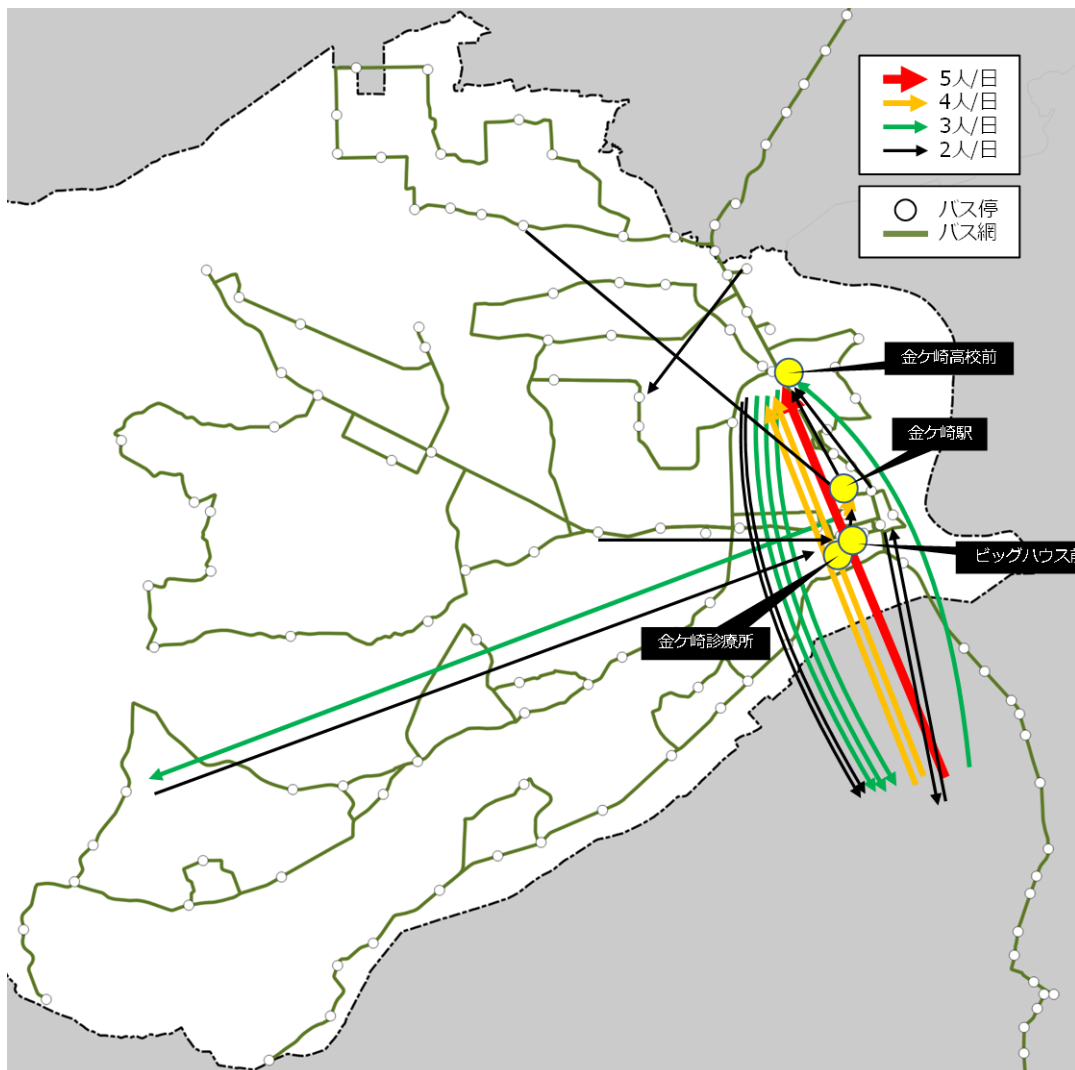 5人/日
4人/日
3人/日
2人/日
バス停
バス網
金ケ崎高校前
金ケ崎駅
ビッグハウス前
金ケ崎診療所